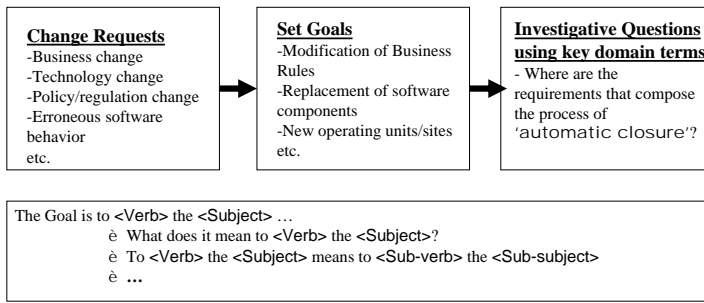 Change Requests
-Business change
-Technology change
-Policy/regulation change
-Erroneous software
behavior
etc.
Set Goals
-Modification of Business
Rules
-Replacement of software
components
-New operating units/sites
etc.
Investigative Questions
using key domain terms
- Where are the
requirements that compose
the process of
‘automatic closure’?
The Goal is to <Verb> the <Subject> …
è What does it mean to <Verb> the <Subject>?
è To <Verb> the <Subject> means to <Sub-verb> the <Sub-subject>
è …